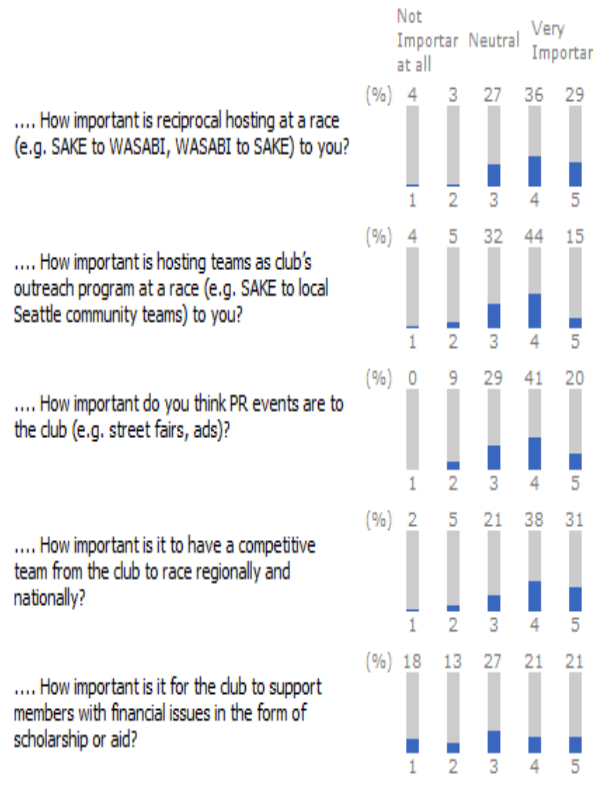 Not
Importar Neutral Very
at all Importar
(%) 4 3 27 36 29
.... How important is reciprocal hosting at a race
(e.g. SAKE to WASABI, WASABI to SAKE) to you?
1 2 3 4 5
(%) 4 5 32 44 15
.... How important is hosting teams as club's
outreach program at a race (e.g. SAKE to local
Seattle community teams) to you?
1 2 3 4 5
(%) 0 9 29 41 20
.... How important do you think PR events are to
the club (e.g. street fairs, ads)?
1 2 3 4 5
(%) 2 5 21 38 31
.... How important is it to have a competitive
team from the club to race regionally and
nationally?
1 2 3 4 5
(%) 18 13 27 21 21
.... How important is it for the club to support
members with financial issues in the form of
scholarship or aid?
1 2 3 4 5